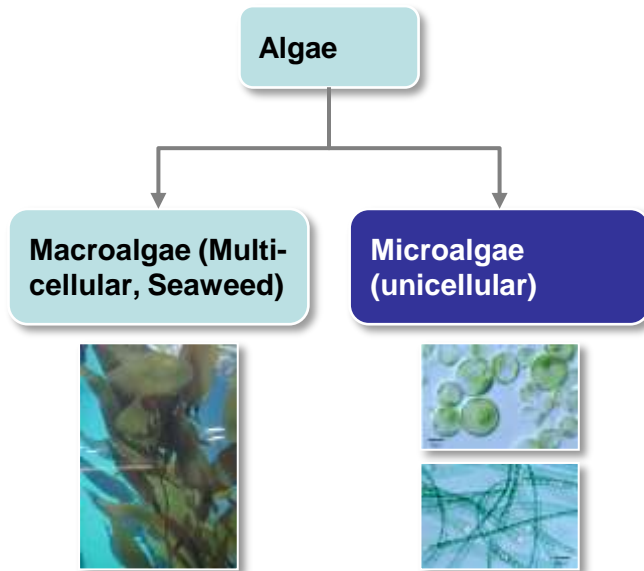 Algae
Macroalgae (Multi-
cellular, Seaweed)
Microalgae
(unicellular)